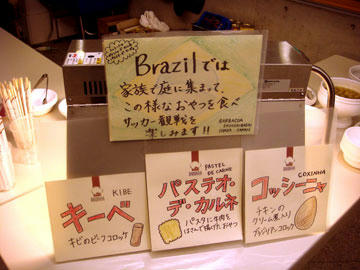 Brazilでは
家族で庭に集まって、
この様なおやつを食べ
サッカー観戦を
楽しみます!!
KIBE
キーベ
キビのビーフコロッケ
PASTEL
DE CARNE
パステオ・
デ・カルネ
パスタに牛肉を
はさんで揚げたおやつ
COXINHA
コッシーニャ
チキンの
クリーム煮入り
ブラジリアンコロッケ